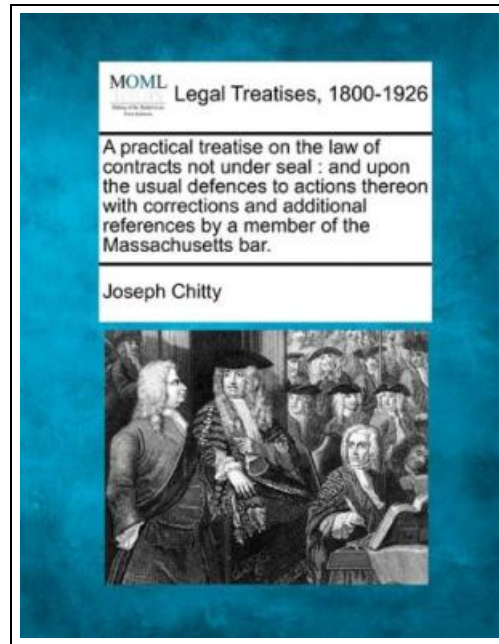 MOML
Legal Treatises, 1800-1926
A practical treatise on the law of
contracts not under seal : and upon
the usual defences to actions thereon
with corrections and additional
references by a member of the
Massachusetts bar.
Joseph Chitty